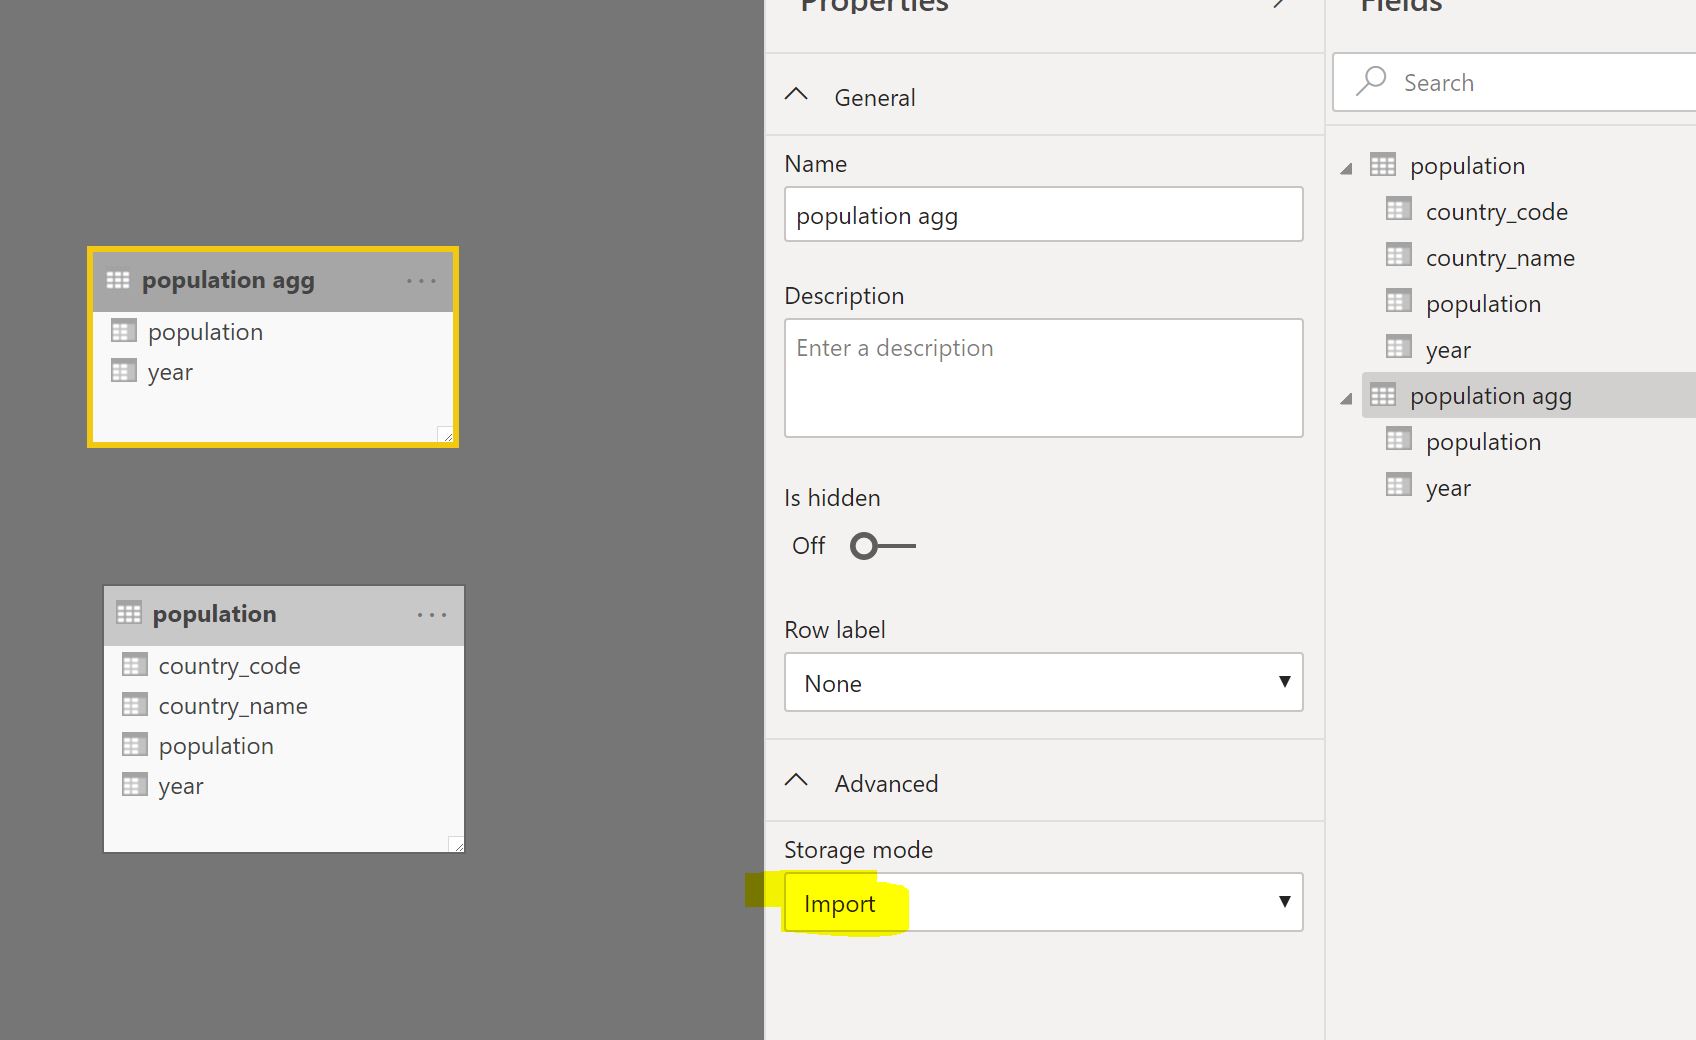 population agg ...
population
year
population ...
country_code
country_name
population
year
Properties
General
Name
population agg
Description
Enter a description
Is hidden
Off
Row label
None
Advanced
Storage mode
Import
Fields
Search
population
country_code
country_name
population
year
population agg
population
year